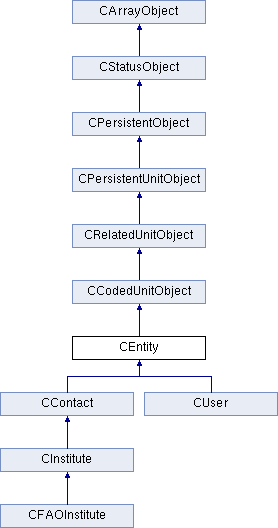 CArrayObject
CStatusObject
CPersistentObject
CPersistentUnitObject
CRelatedUnitObject
CCodedUnitObject
CEntity
CContact
CUser
CInstitute
CFAOInstitute